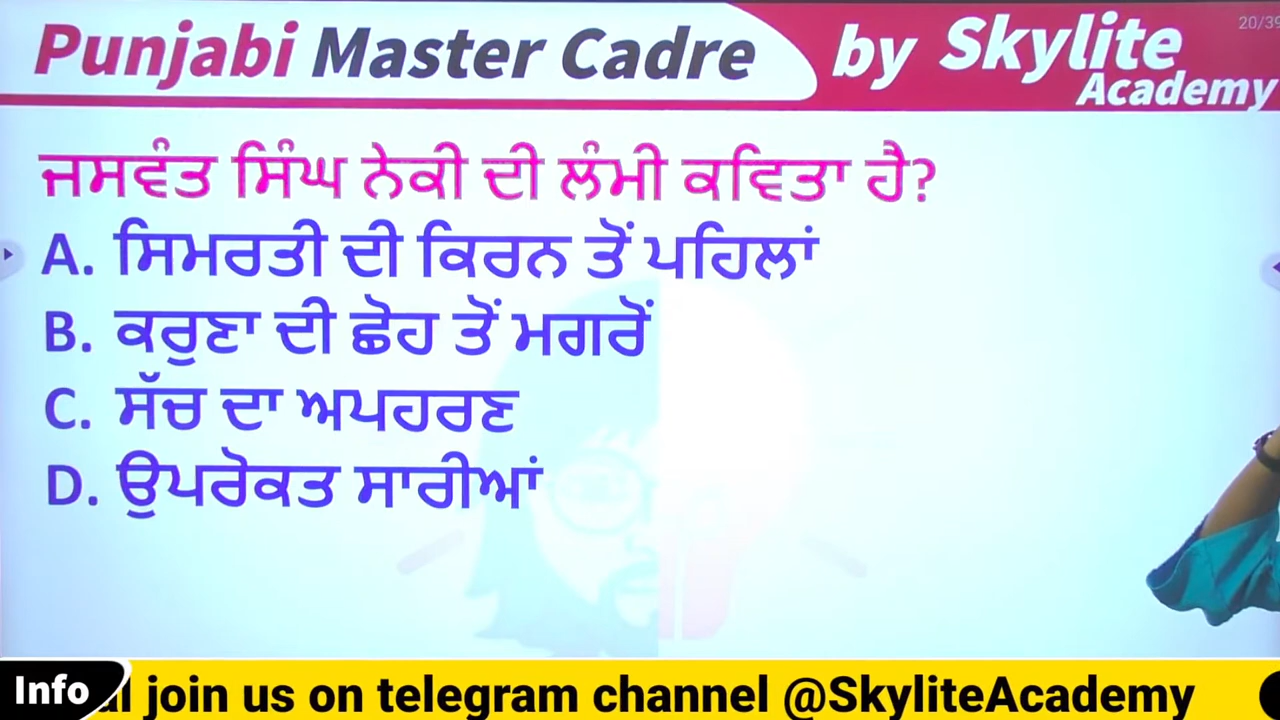 Punjabi Master Cadre by Skylite Academy
20/39
ਜਸਵੰਤ ਸਿੰਘ ਨੇਕੀ ਦੀ ਲੰਮੀ ਕਵਿਤਾ ਹੈ?
A. ਸਿਮਰਤੀ ਦੀ ਕਿਰਨ ਤੋਂ ਪਹਿਲਾਂ
B. ਕਰੁਣਾ ਦੀ ਛੋਹ ਤੋਂ ਮਗਰੋਂ
C. ਸੱਚ ਦਾ ਅਪਹਰਣ
D. ਉਪਰੋਕਤ ਸਾਰੀਆਂ
Info join us on telegram channel @SkyliteAcademy